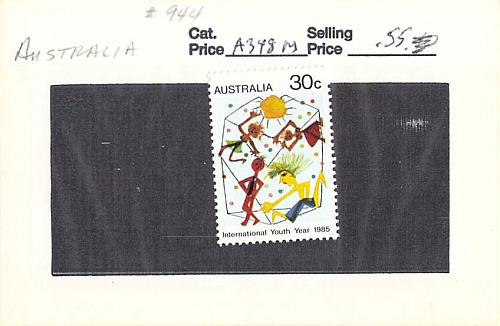 # 944
AUSTRALIA
Cat.
Price A348 M
Selling
Price .55
AUSTRALIA 30c
International Youth Year 1985